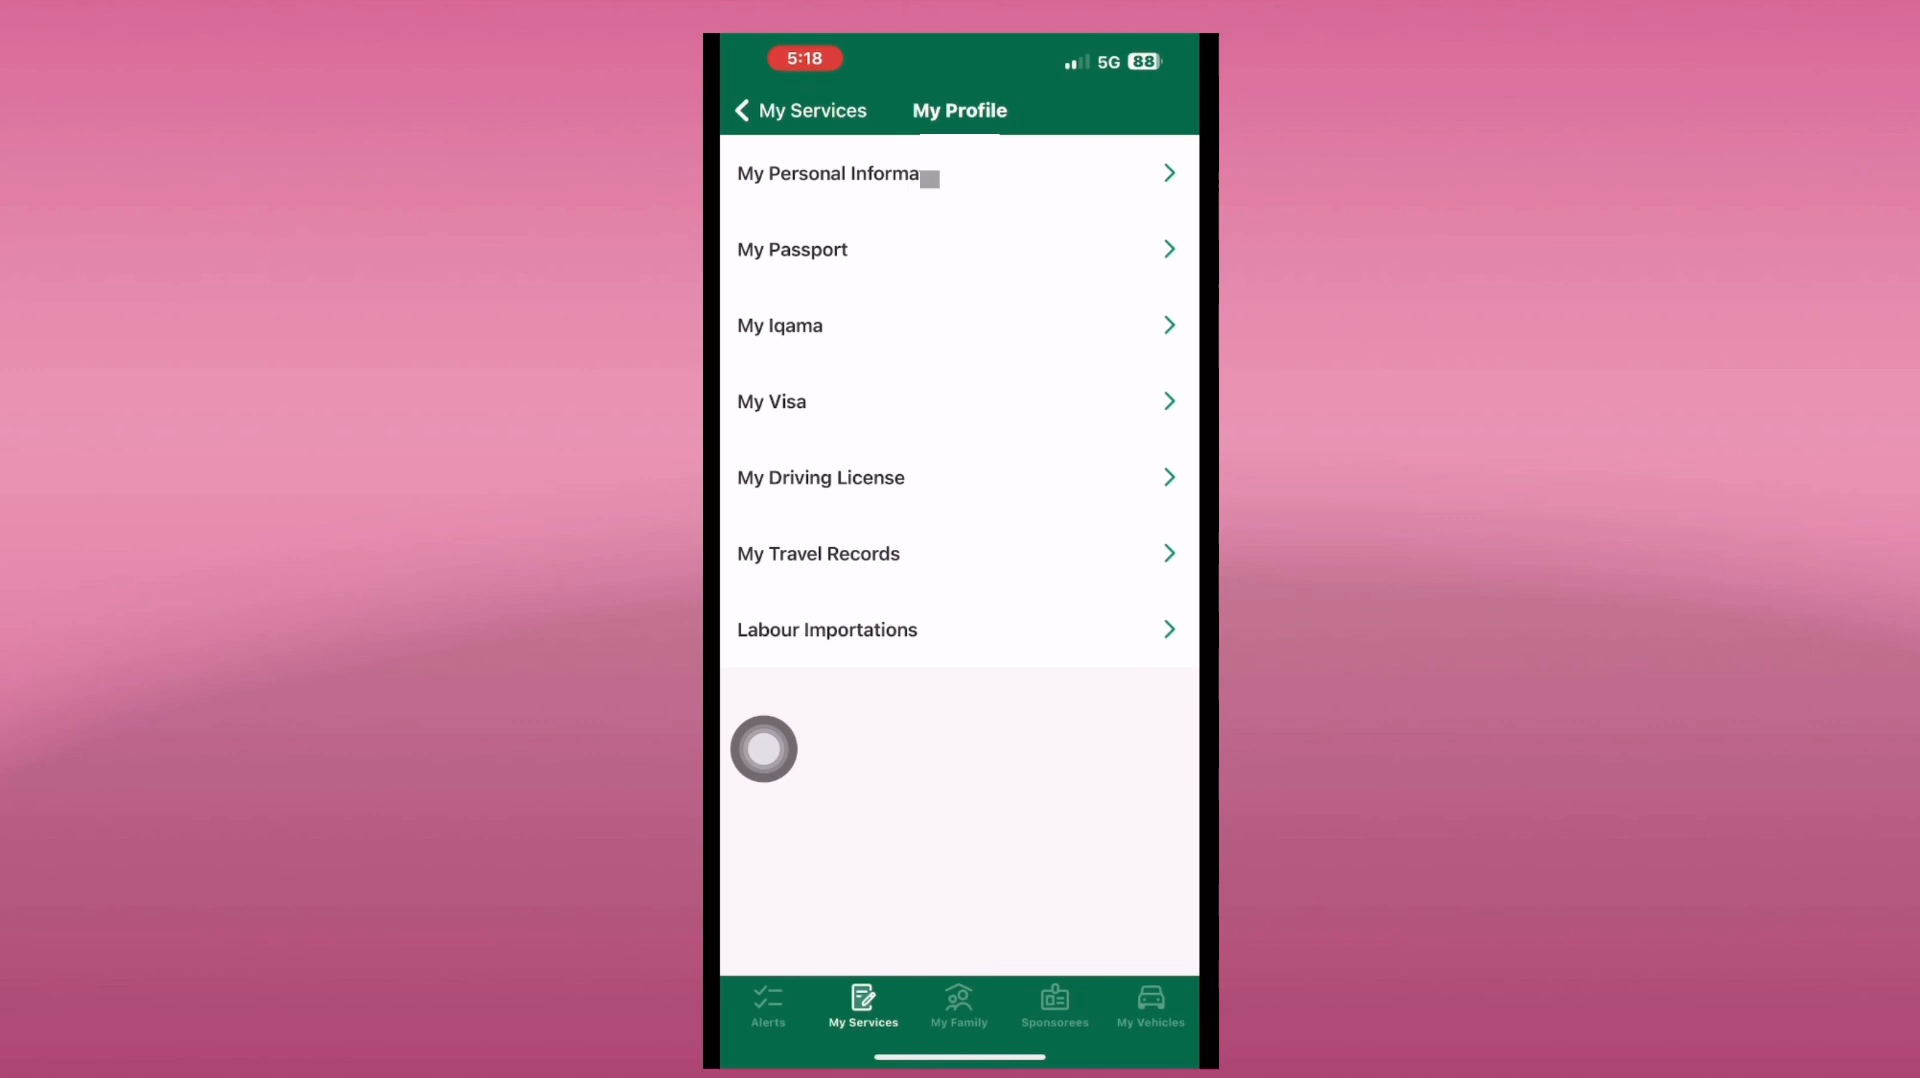 5:18
5G 88
My Services
My Profile
My Personal Informa
My Passport
My Iqama
My Visa
My Driving License
My Travel Records
Labour Importations
Alerts
My Services
My Family
Sponsorees
My Vehicles